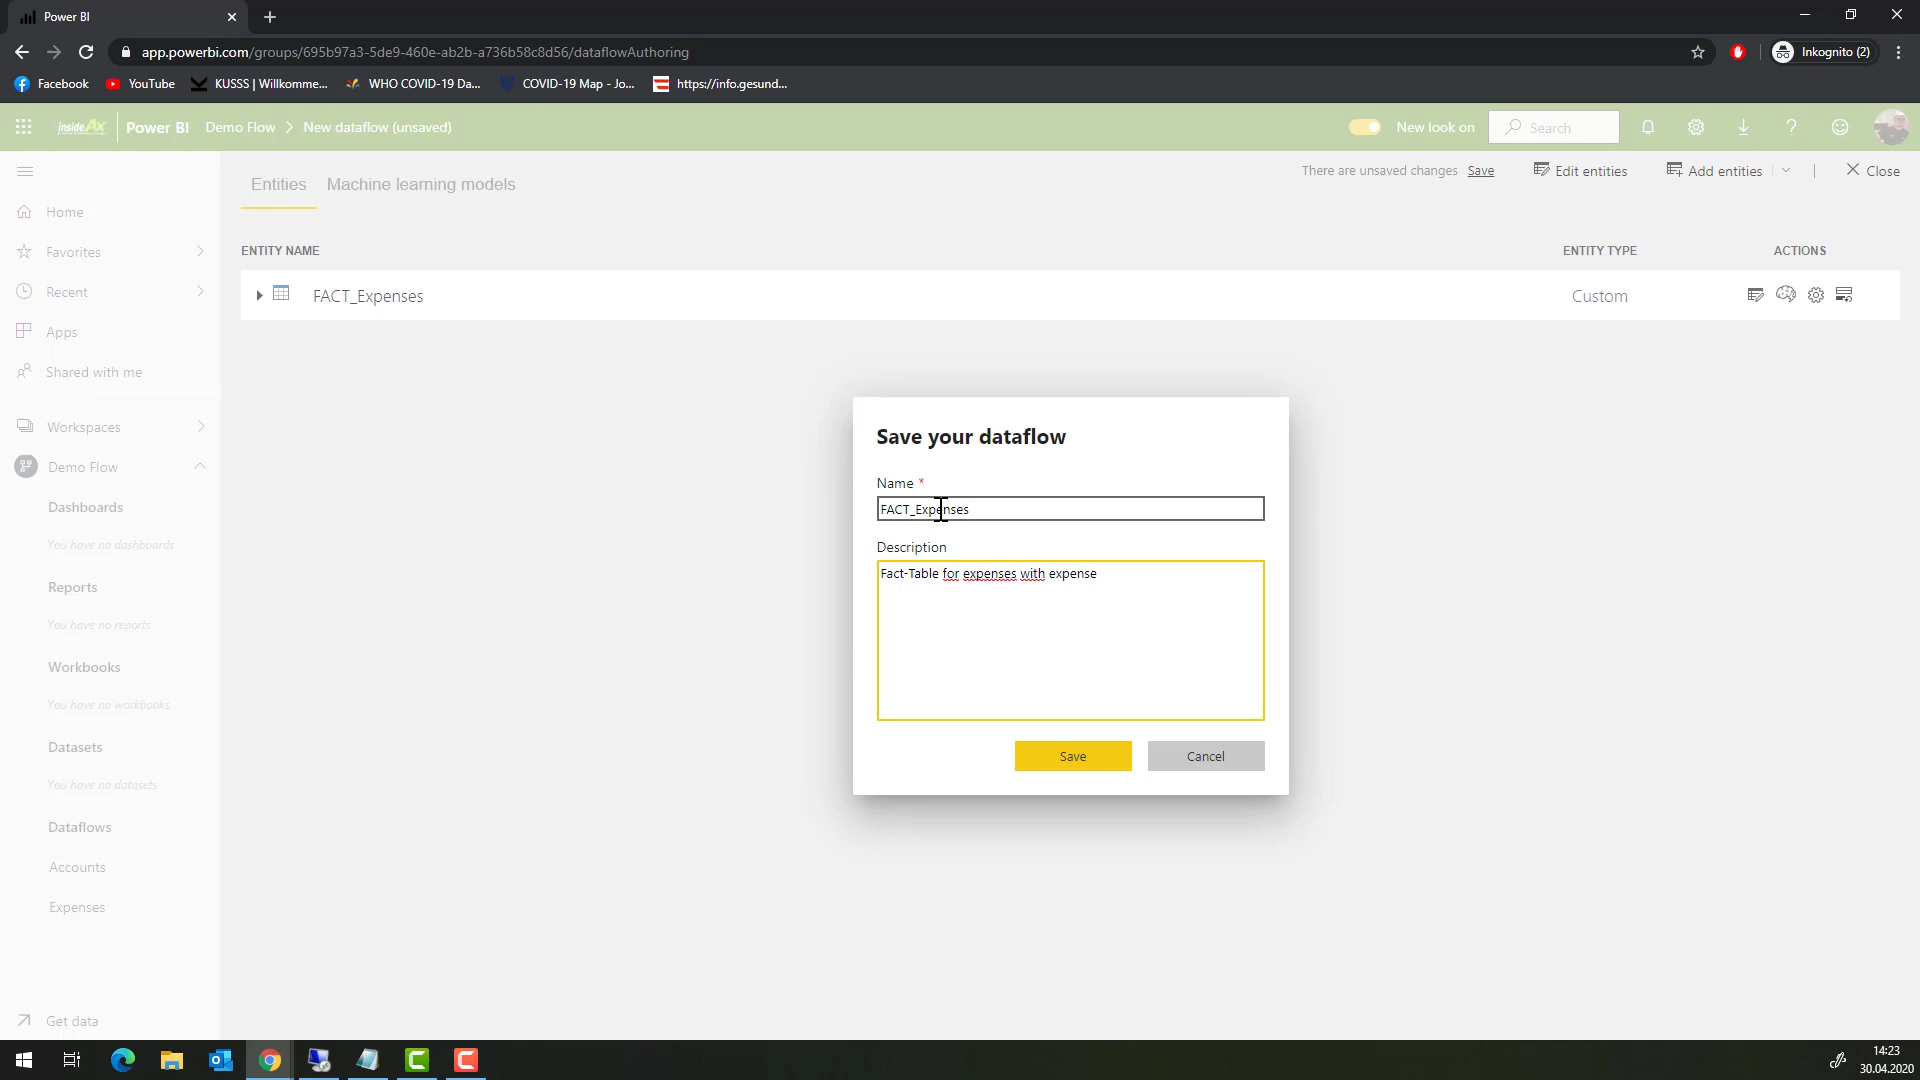 Power BI
app.powerbi.com/groups/695b97a3-5de9-460e-ab2b-a736b58c8d56/dataflowAuthoring
Inkognito (2)
Facebook
YouTube
KUSSS | Willkomme...
WHO COVID-19 Da...
COVID-19 Map - Jo...
https://info.gesund...
insideAx
Power BI
Demo Flow
New dataflow (unsaved)
New look on
Search
There are unsaved changes Save
Edit entities
Add entities
Close
Entities
Machine learning models
Home
Favorites
Recent
Apps
Shared with me
Workspaces
Demo Flow
Dashboards
You have no dashboards
Reports
You have no reports
Workbooks
You have no workbooks
Datasets
You have no datasets
Dataflows
Accounts
Expenses
Get data
ENTITY NAME
ENTITY TYPE
ACTIONS
FACT_Expenses
Custom
Save your dataflow
Name *
FACT_Expenses
Description
Fact-Table for expenses with expense
Save
Cancel
14:23
30.04.2020